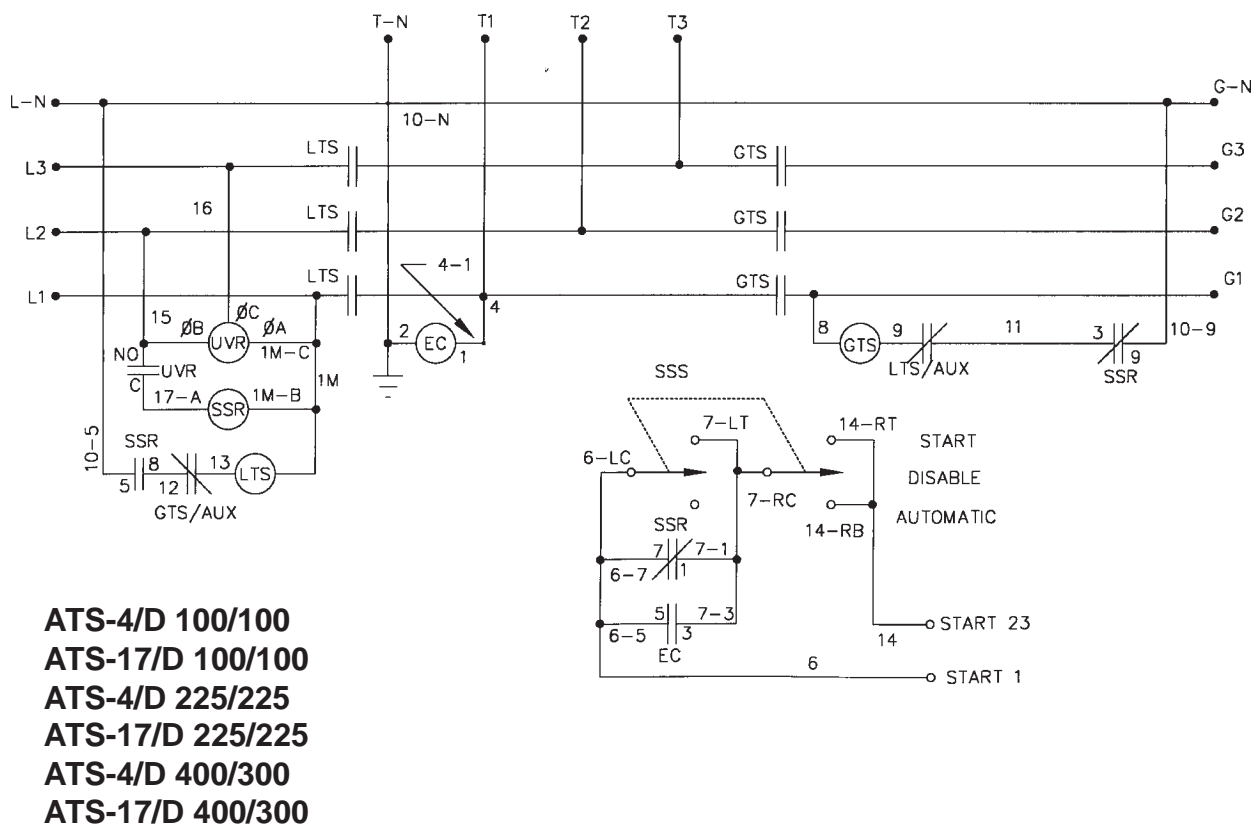 T-N T1 T2 T3
L-N G-N
10-N
LTS
L3 GTS G3
16 LTS
L2 GTS G2
LTS 4-1
L1 GTS G1
4
15 ØC
ØB UVR ØA 2 EC 1 8 GTS 9 11 3 10-9
NO 1M-C LTS/AUX 9
UVR 1M SSR
C SSS
17-A SSR 1M-B
7-LT 14-RT START
10-5 SSR 6-LC
8 13 LTS
5 12 7-RC DISABLE
GTS/AUX
14-RB AUTOMATIC
SSR
7 7-1
6-7 1
5 7-3
6-5 3 START 23
EC 14
6 START 1
ATS-4/D 100/100
ATS-17/D 100/100
ATS-4/D 225/225
ATS-17/D 225/225
ATS-4/D 400/300
ATS-17/D 400/300